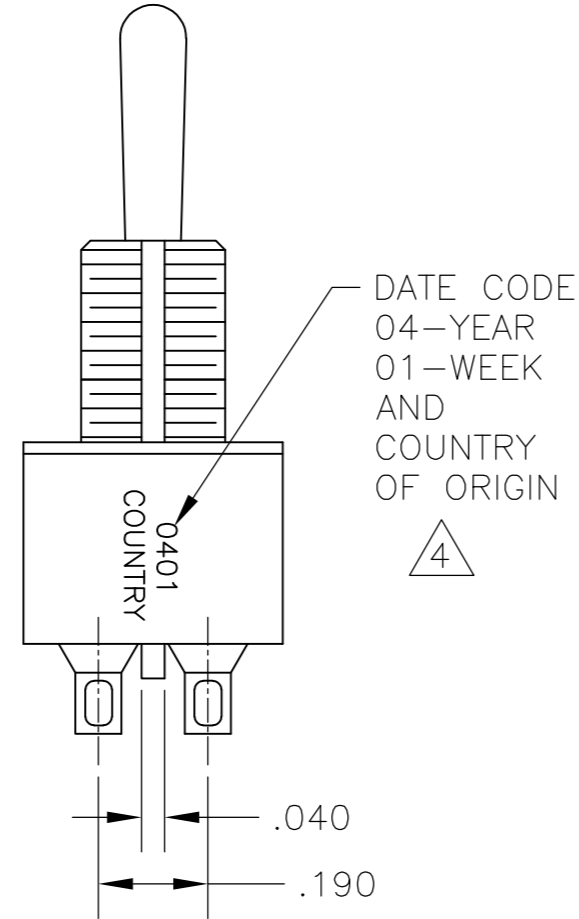 DATE CODE
04-YEAR
01-WEEK
AND
COUNTRY
OF ORIGIN
4
0401
COUNTRY
.040
.190